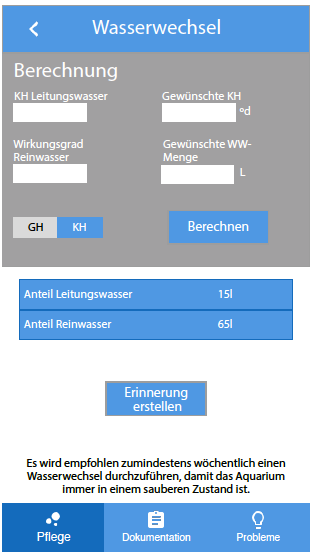 Wasserwechsel
Berechnung
KH Leitungswasser
Gewünschte KH
ºd
Wirkungsgrad
Reinwasser
Gewünschte WW-
Menge
L
GH
KH
Berechnen
Anteil Leitungswasser 15l
Anteil Reinwasser 65l
Erinnerung
erstellen
Es wird empfohlen zumindestens wöchentlich einen
Wasserwechsel durchzuführen, damit das Aquarium
immer in einem sauberen Zustand ist.
Pflege
Dokumentation
Probleme